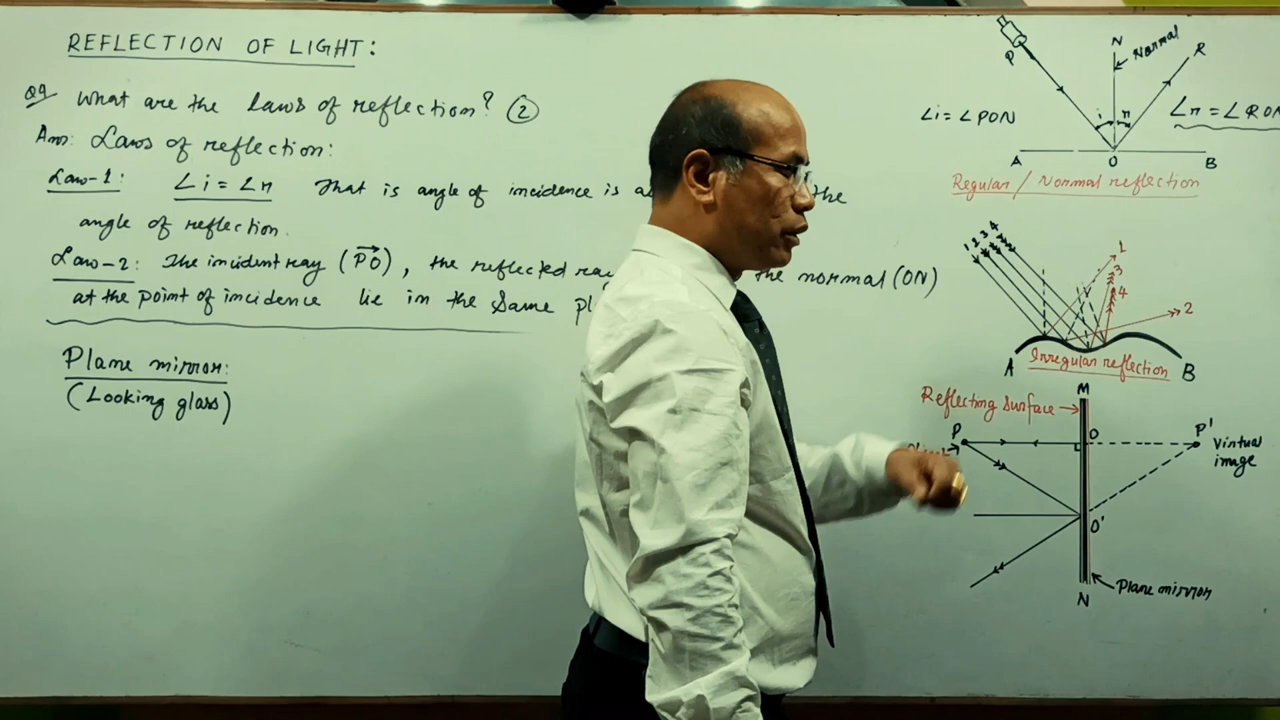 REFLECTION OF LIGHT:
Q9 What are the laws of reflection? (2)
Ans: Laws of reflection:
Law-1: ∠i = ∠r That is angle of incidence is the
angle of reflection.
Law-2: The incident ray (PO), the reflected ray the normal (ON)
at the point of incidence lie in the same
Plane mirror:
(Looking glass)
P
N
Normal
R
∠i = ∠PON
i r
∠r = ∠RON
A O B
Regular / Normal reflection
1 2 3 4
1
3
4
2
A B
Irregular reflection
M
Reflecting surface
P O P'
Virtual
image
O'
Plane mirror
N